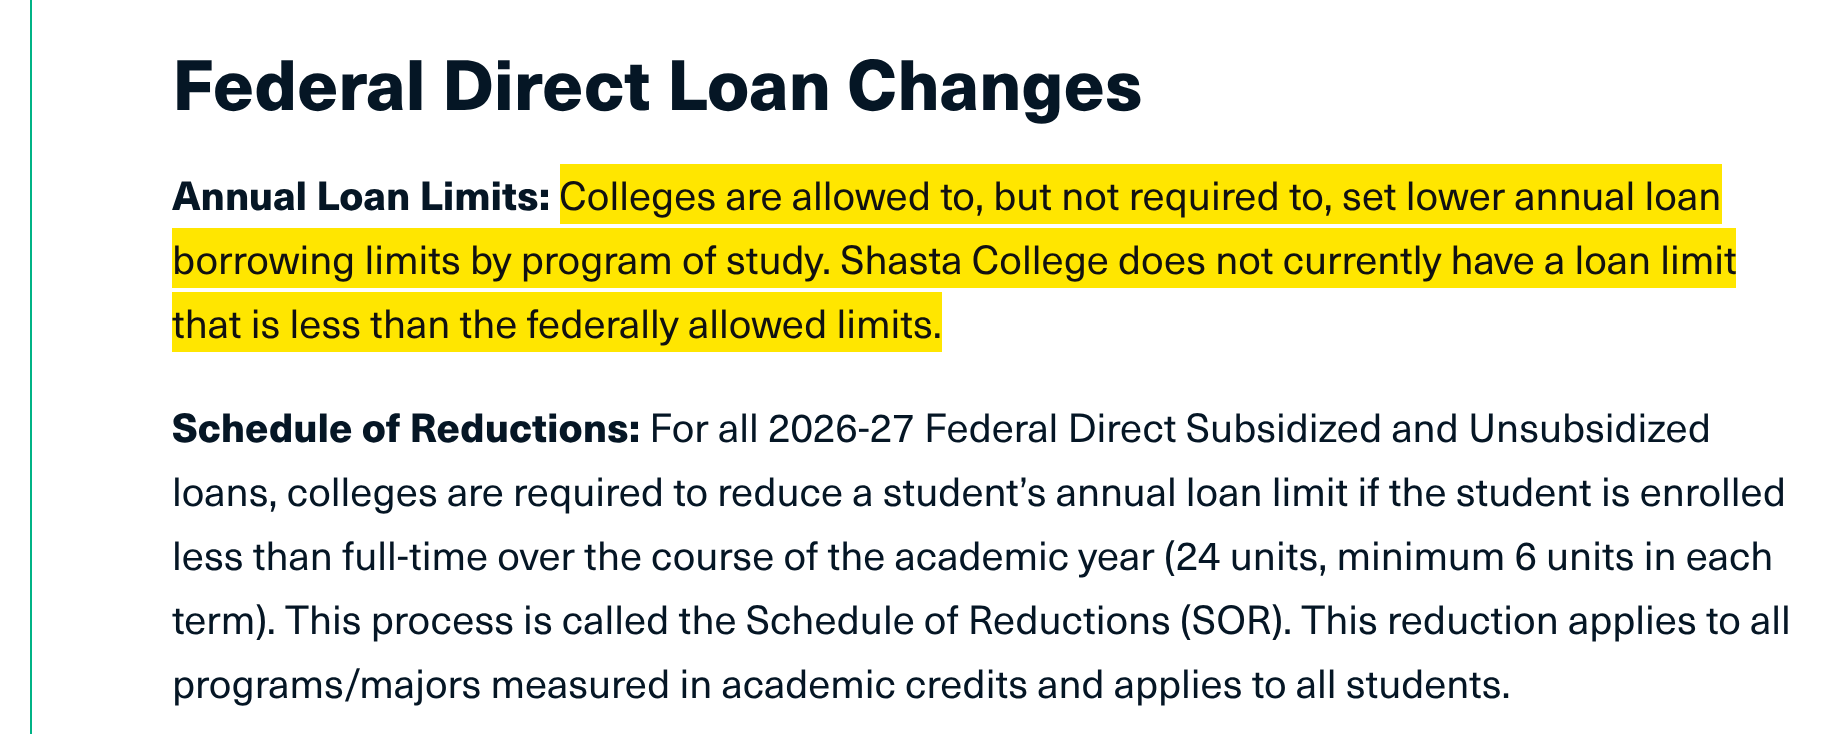 Federal Direct Loan Changes
Annual Loan Limits: Colleges are allowed to, but not required to, set lower annual loan
borrowing limits by program of study. Shasta College does not currently have a loan limit
that is less than the federally allowed limits.
Schedule of Reductions: For all 2026-27 Federal Direct Subsidized and Unsubsidized
loans, colleges are required to reduce a student’s annual loan limit if the student is enrolled
less than full-time over the course of the academic year (24 units, minimum 6 units in each
term). This process is called the Schedule of Reductions (SOR). This reduction applies to all
programs/majors measured in academic credits and applies to all students.